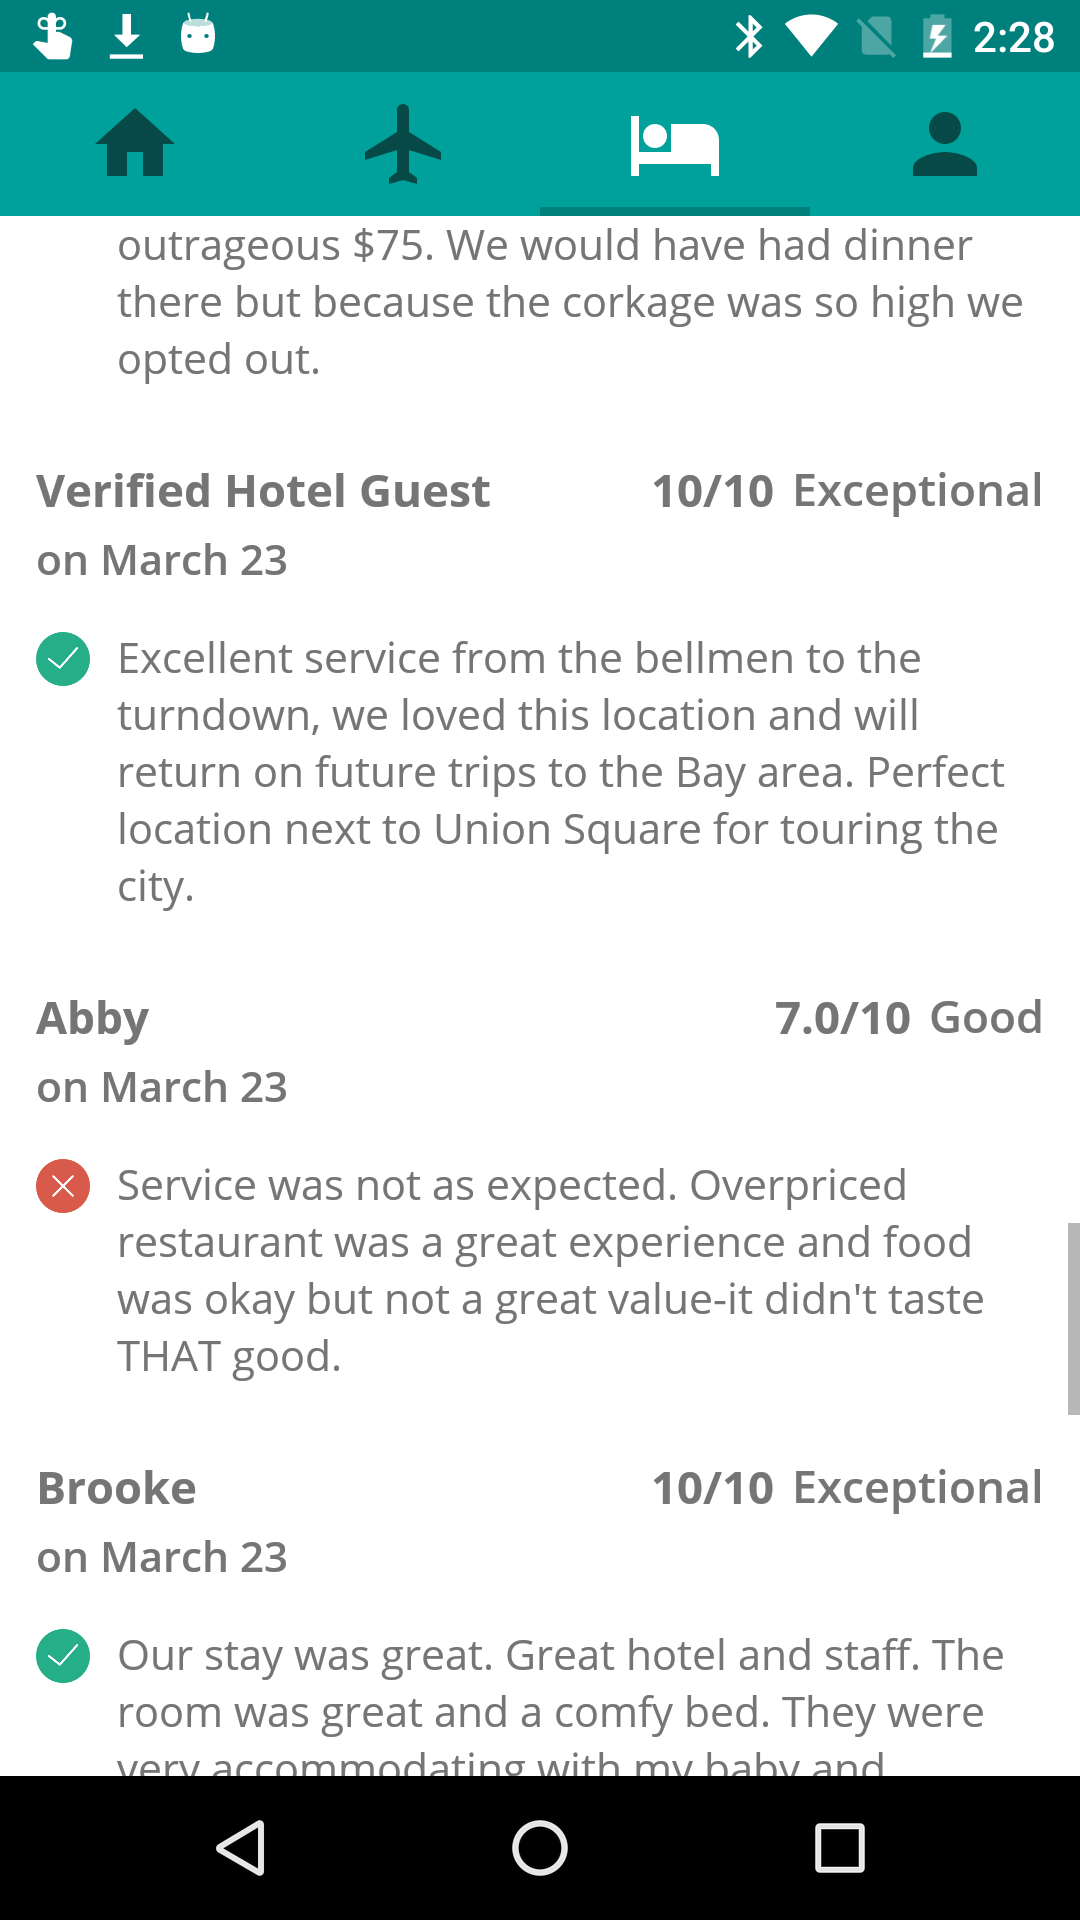 2:28
outrageous $75. We would have had dinner
there but because the corkage was so high we
opted out.
Verified Hotel Guest 10/10 Exceptional
on March 23
Excellent service from the bellmen to the
turndown, we loved this location and will
return on future trips to the Bay area. Perfect
location next to Union Square for touring the
city.
Abby 7.0/10 Good
on March 23
Service was not as expected. Overpriced
restaurant was a great experience and food
was okay but not a great value-it didn't taste
THAT good.
Brooke 10/10 Exceptional
on March 23
Our stay was great. Great hotel and staff. The
room was great and a comfy bed. They were
very accommodating with my baby and